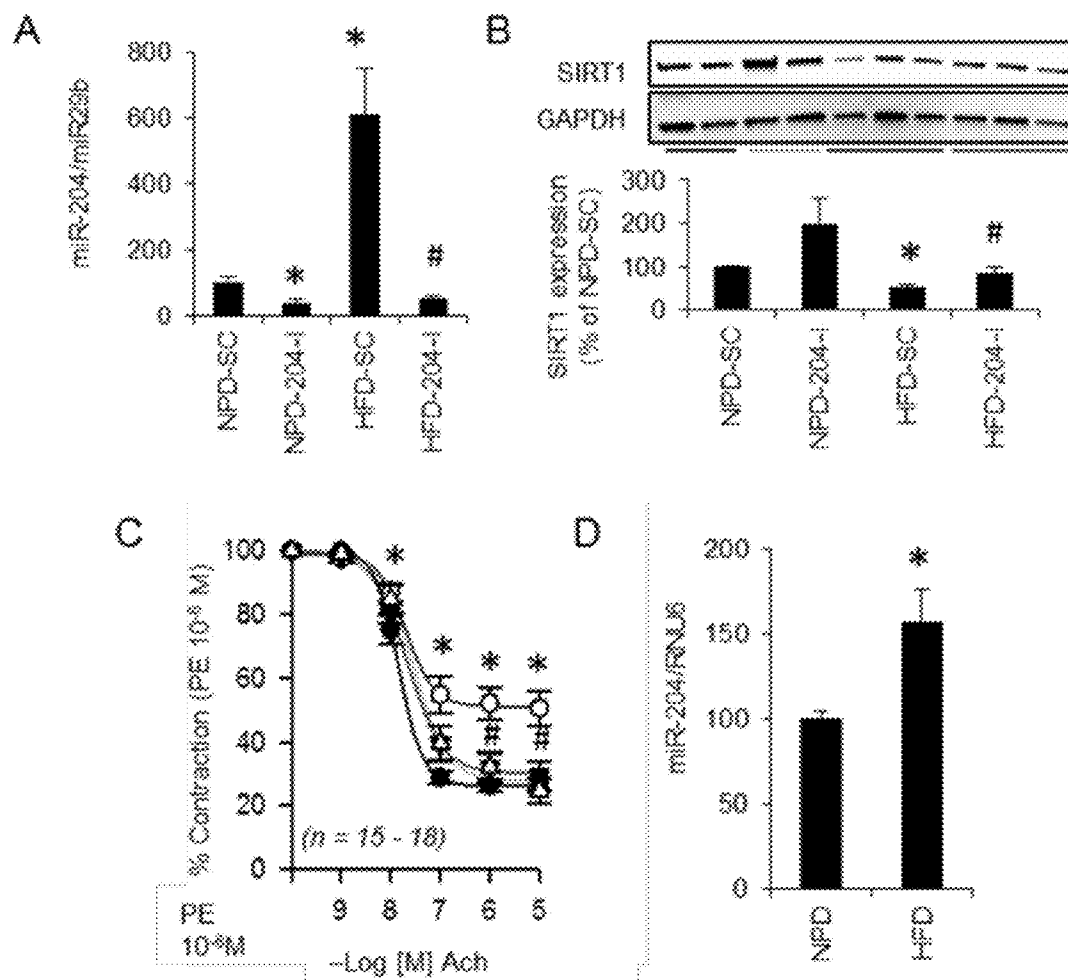 A
miR-204/miR29b
800
600
400
200
0
*
*
#
NPD-SC
NPD-204-i
HFD-SC
HFD-204-i
B
SIRT1
GAPDH
SIRT1 expression
(% of NPD-SC)
300
200
100
0
*
#
NPD-SC
NPD-204-i
HFD-SC
HFD-204-i
C
% Contraction (PE 10⁻⁶ M)
100
80
60
40
20
0
* * * *
# # #
(n = 15 - 18)
PE
10⁻⁶M
9 8 7 6 5
–Log [M] Ach
D
miR-204/RNU6
200
150
100
50
0
*
NPD
HFD